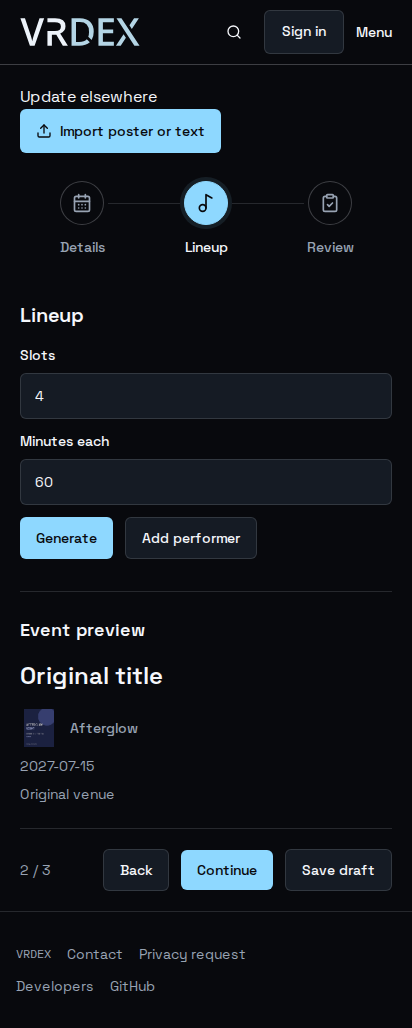 VRDEX
Sign in
Menu
Update elsewhere
Import poster or text
Details
Lineup
Review
Lineup
Slots
4
Minutes each
60
Generate
Add performer
Event preview
Original title
Afterglow
2027-07-15
Original venue
2 / 3
Back
Continue
Save draft
VRDEX
Contact
Privacy request
Developers
GitHub